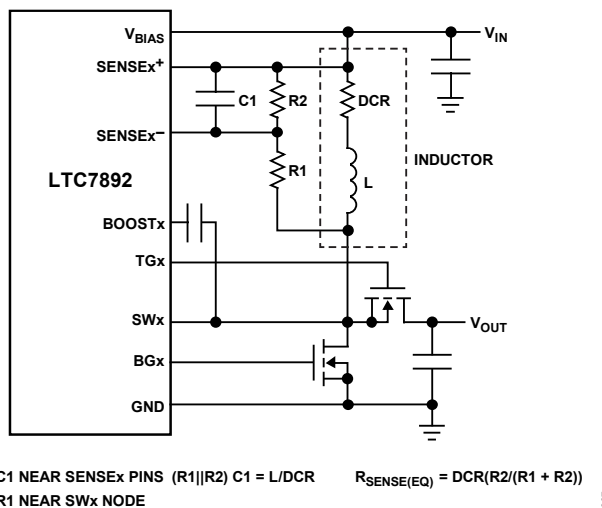 VBIAS
VIN
SENSEx+
C1
R2
DCR
SENSEx–
INDUCTOR
R1
LTC7892
L
BOOSTx
TGx
SWx
VOUT
BGx
GND
C1 NEAR SENSEx PINS (R1||R2) C1 = L/DCR RSENSE(EQ) = DCR(R2/(R1 + R2))
R1 NEAR SWx NODE